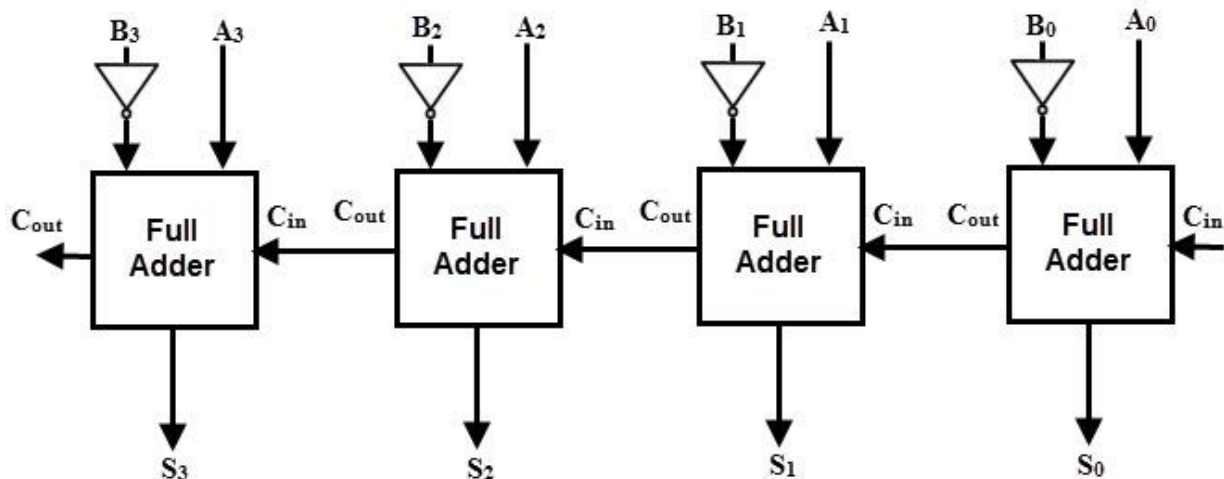 B₃ A₃ B₂ A₂ B₁ A₁ B₀ A₀
Cout Full Adder Cin Cout Full Adder Cin Cout Full Adder Cin Cout Full Adder Cin
S₃ S₂ S₁ S₀